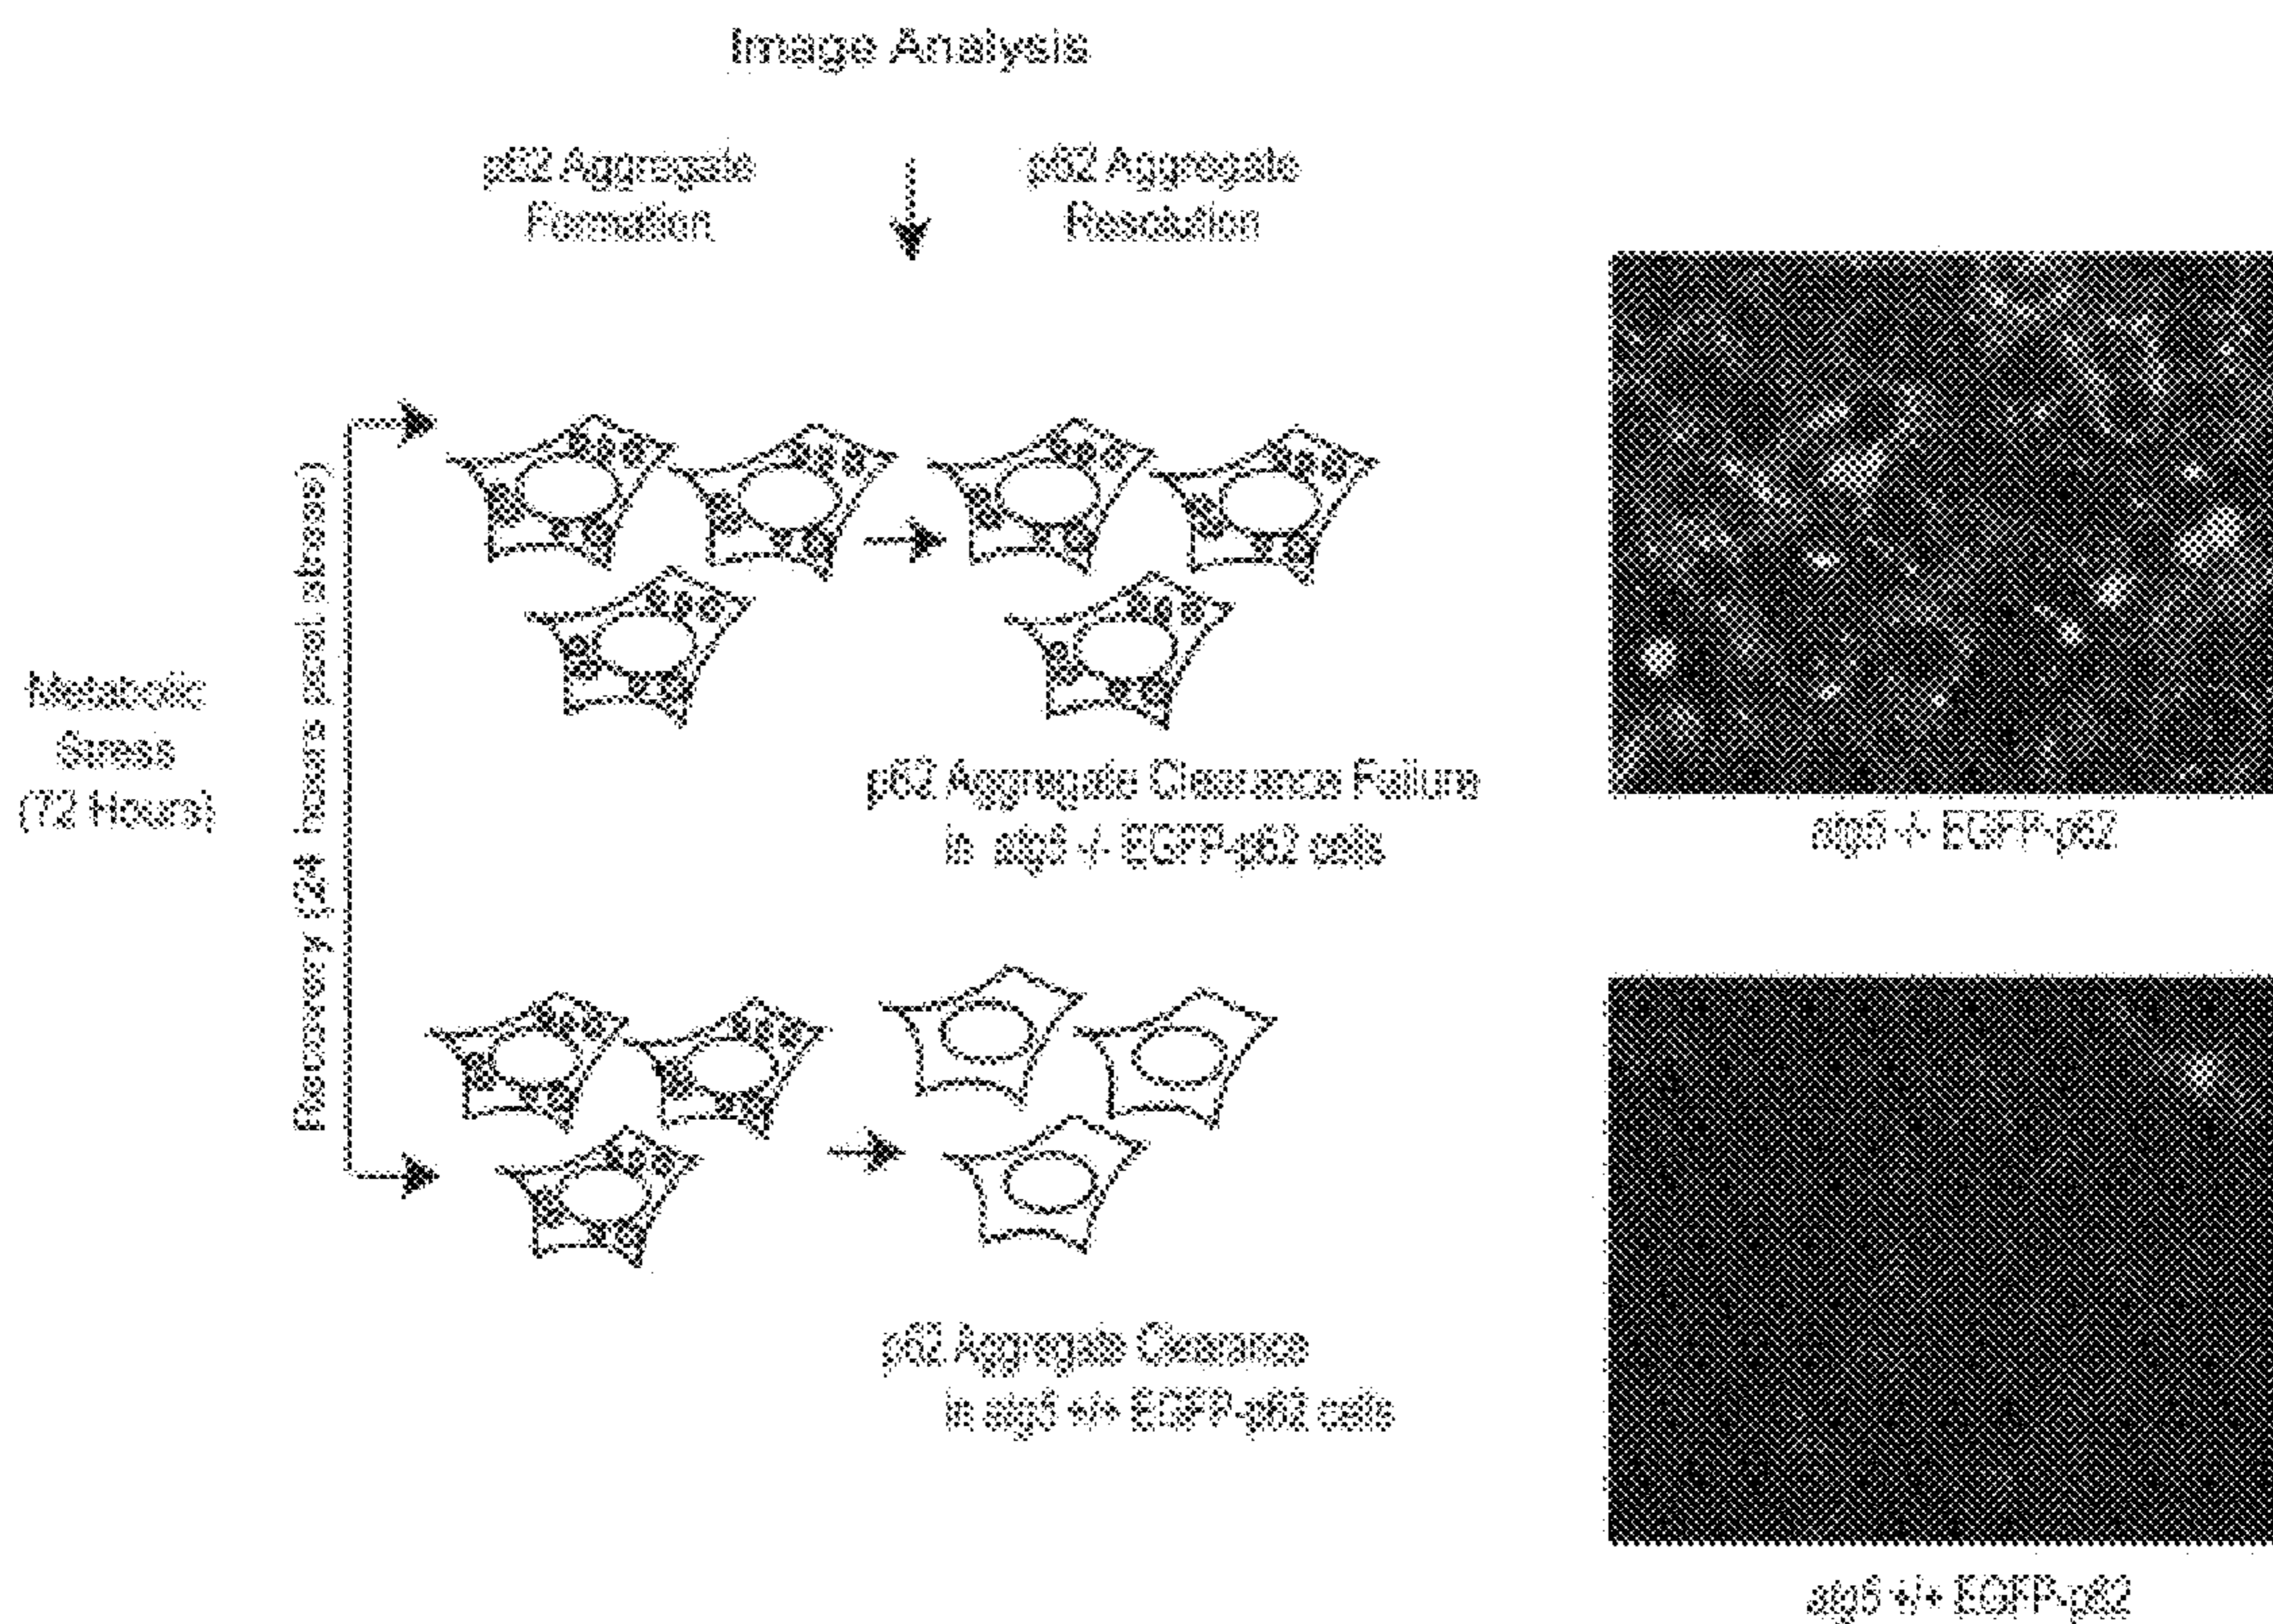 Image Analysis
p62 Aggregate
Formation
p62 Aggregate
Resolution
Metabolic
Stress
(72 Hours)
Recovery (24 hours post stress)
p62 Aggregate Clearance Failure
in atg5 -/- EGFP-p62 cells
atg5 -/- EGFP-p62
p62 Aggregate Clearance
in atg5 +/+ EGFP-p62 cells
atg5 +/+ EGFP-p62